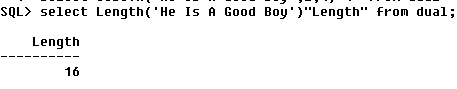 SQL> select Length('He Is A Good Boy')"Length" from dual;
Length
----------
16